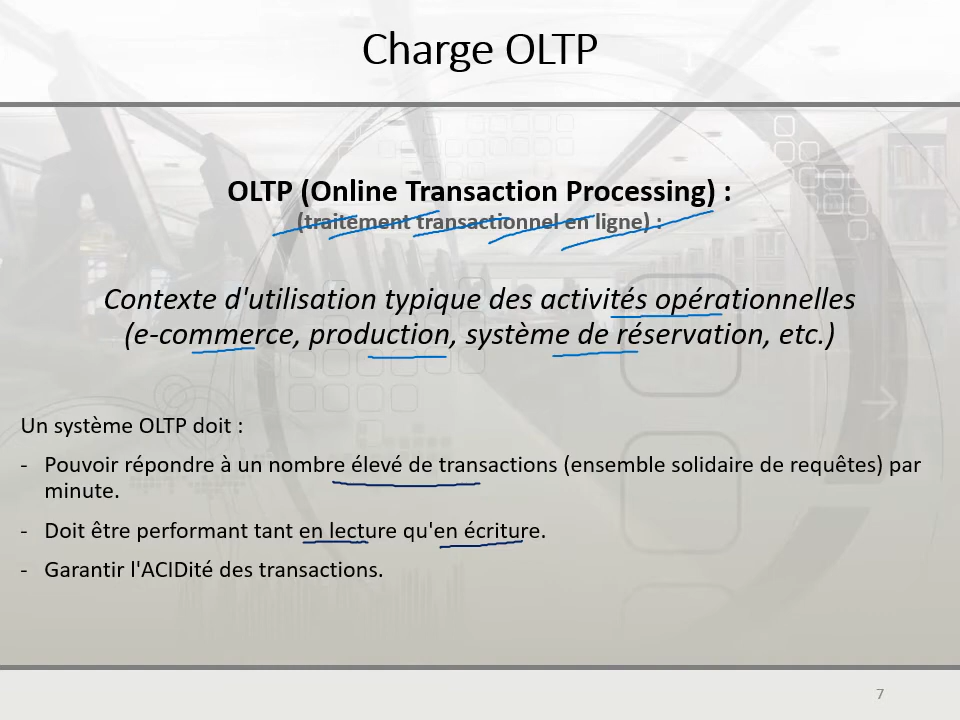 Charge OLTP
OLTP (Online Transaction Processing) :
(traitement transactionnel en ligne) :
Contexte d'utilisation typique des activités opérationnelles
(e-commerce, production, système de réservation, etc.)
Un système OLTP doit :
- Pouvoir répondre à un nombre élevé de transactions (ensemble solidaire de requêtes) par
minute.
- Doit être performant tant en lecture qu'en écriture.
- Garantir l'ACIDité des transactions.
7